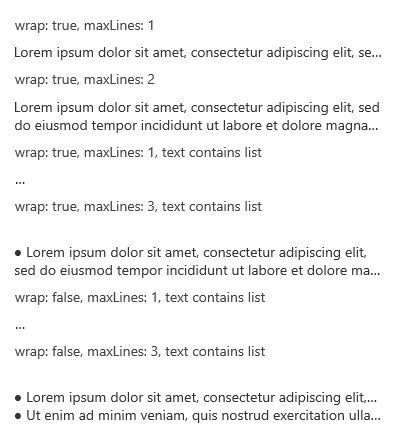 wrap: true, maxLines: 1
Lorem ipsum dolor sit amet, consectetur adipiscing elit, se...
wrap: true, maxLines: 2
Lorem ipsum dolor sit amet, consectetur adipiscing elit, sed
do eiusmod tempor incididunt ut labore et dolore magna...
wrap: true, maxLines: 1, text contains list
...
wrap: true, maxLines: 3, text contains list
• Lorem ipsum dolor sit amet, consectetur adipiscing elit,
sed do eiusmod tempor incididunt ut labore et dolore ma...
wrap: false, maxLines: 1, text contains list
...
wrap: false, maxLines: 3, text contains list
• Lorem ipsum dolor sit amet, consectetur adipiscing elit,...
• Ut enim ad minim veniam, quis nostrud exercitation ulla...